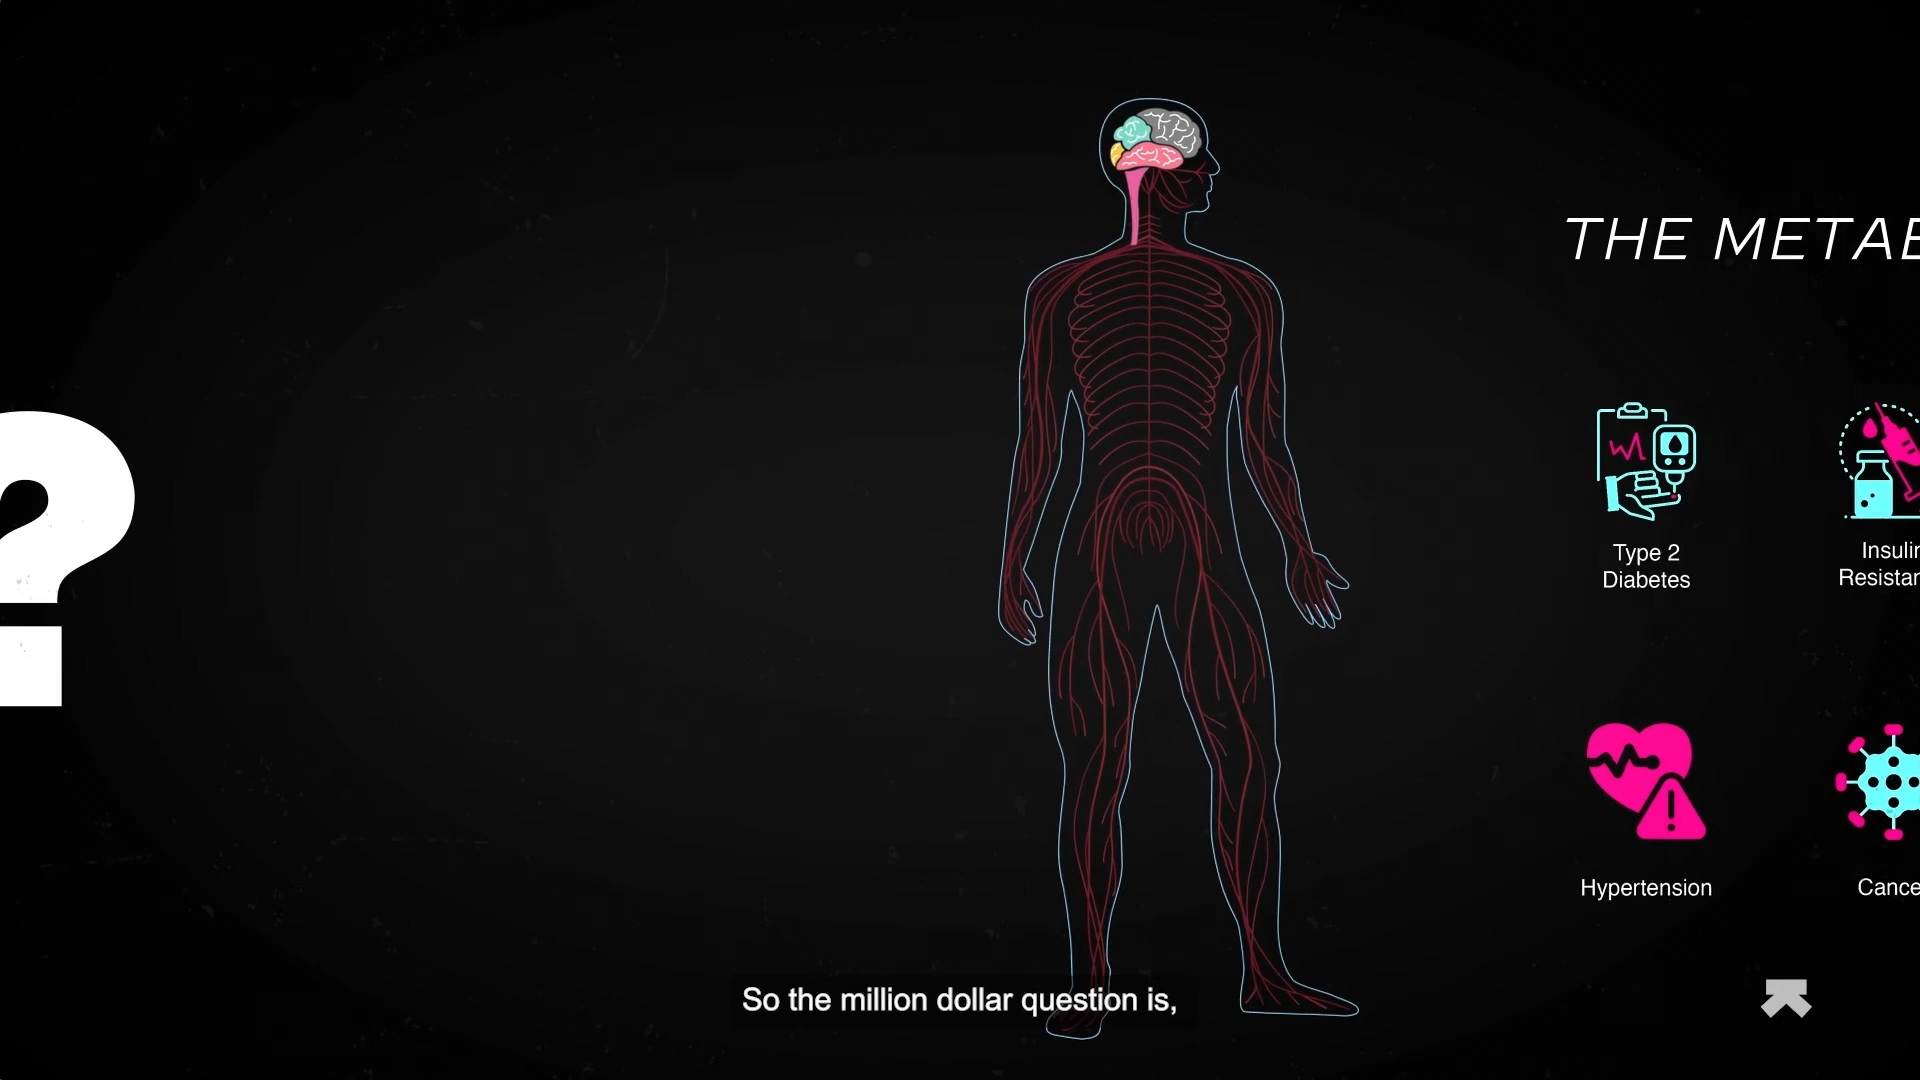 THE METAB
?
Type 2
Diabetes
Insulin
Resistan
Hypertension
Cance
So the million dollar question is,